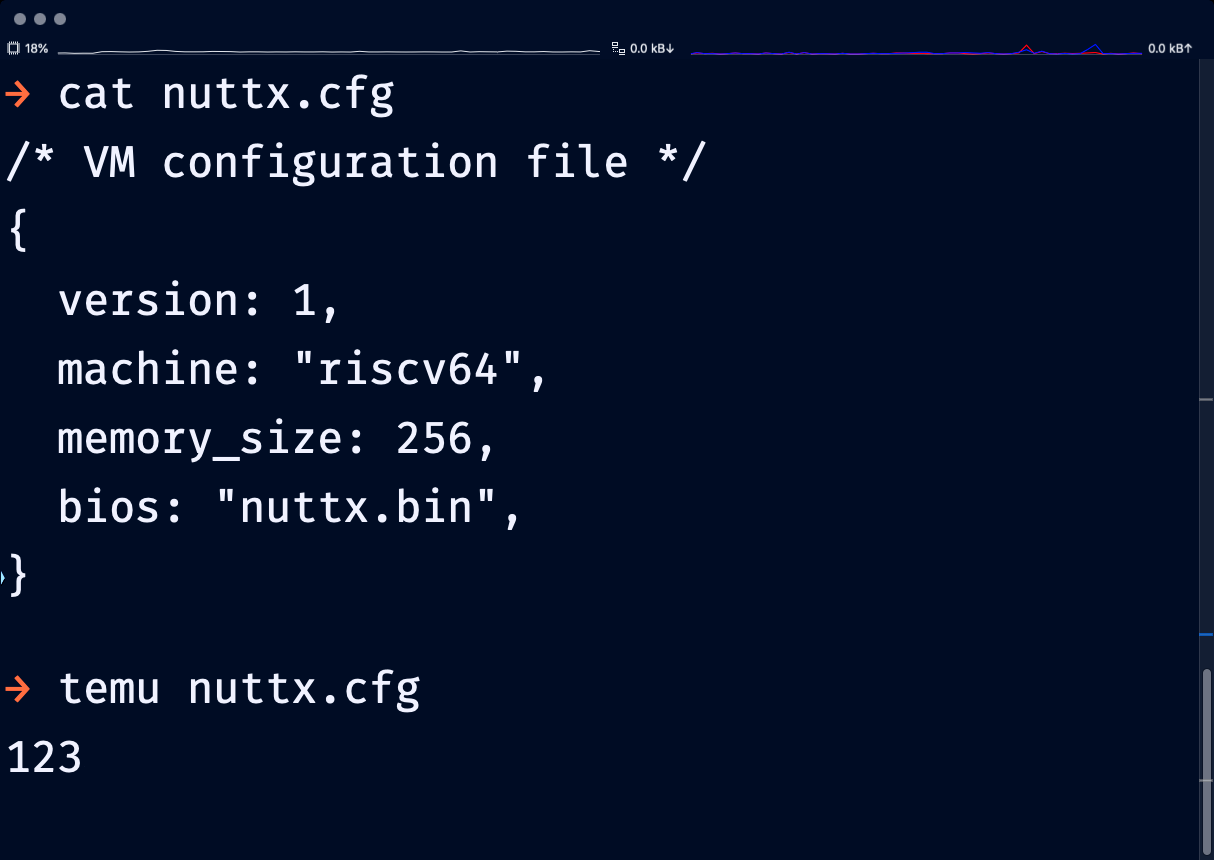 18% 0.0 kB↓ 0.0 kB↑
→ cat nuttx.cfg
/* VM configuration file */
{
  version: 1,
  machine: "riscv64",
  memory_size: 256,
  bios: "nuttx.bin",
}
→ temu nuttx.cfg
123